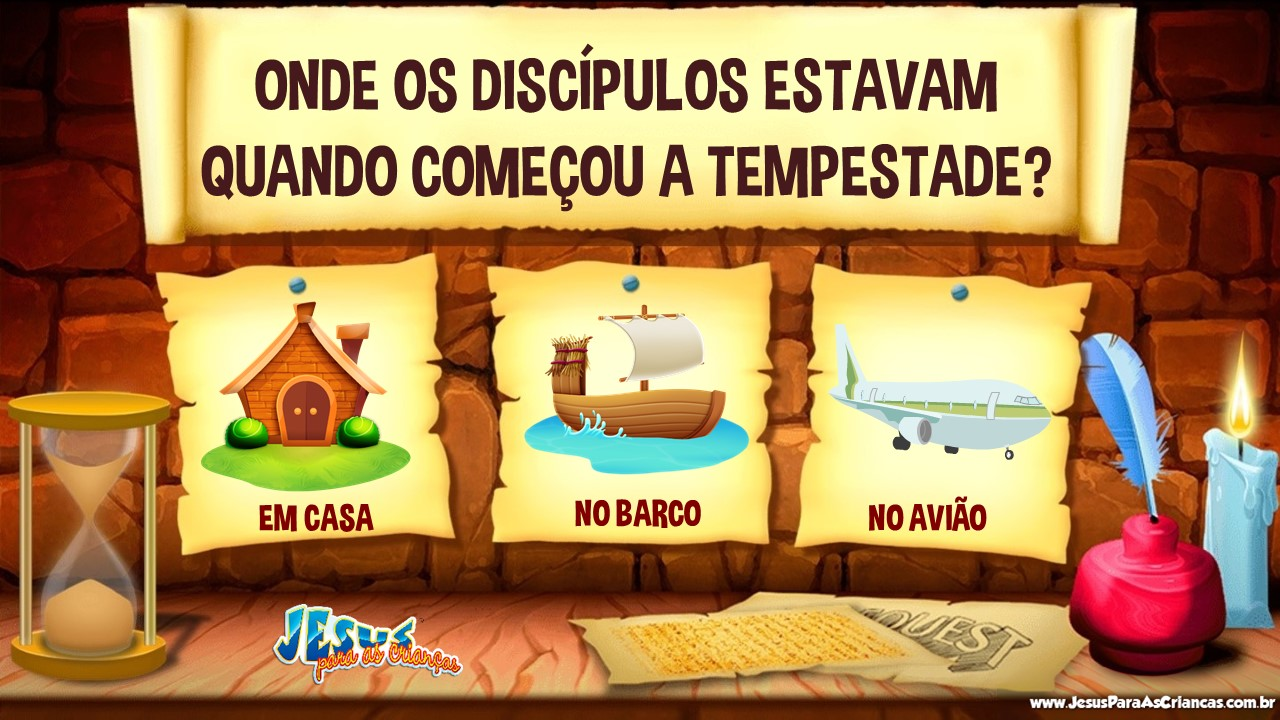 ONDE OS DISCÍPULOS ESTAVAM
QUANDO COMEÇOU A TEMPESTADE?
EM CASA
NO BARCO
NO AVIÃO
JESUS
para as crianças
QUEST
www.JesusParaAsCriancas.com.br